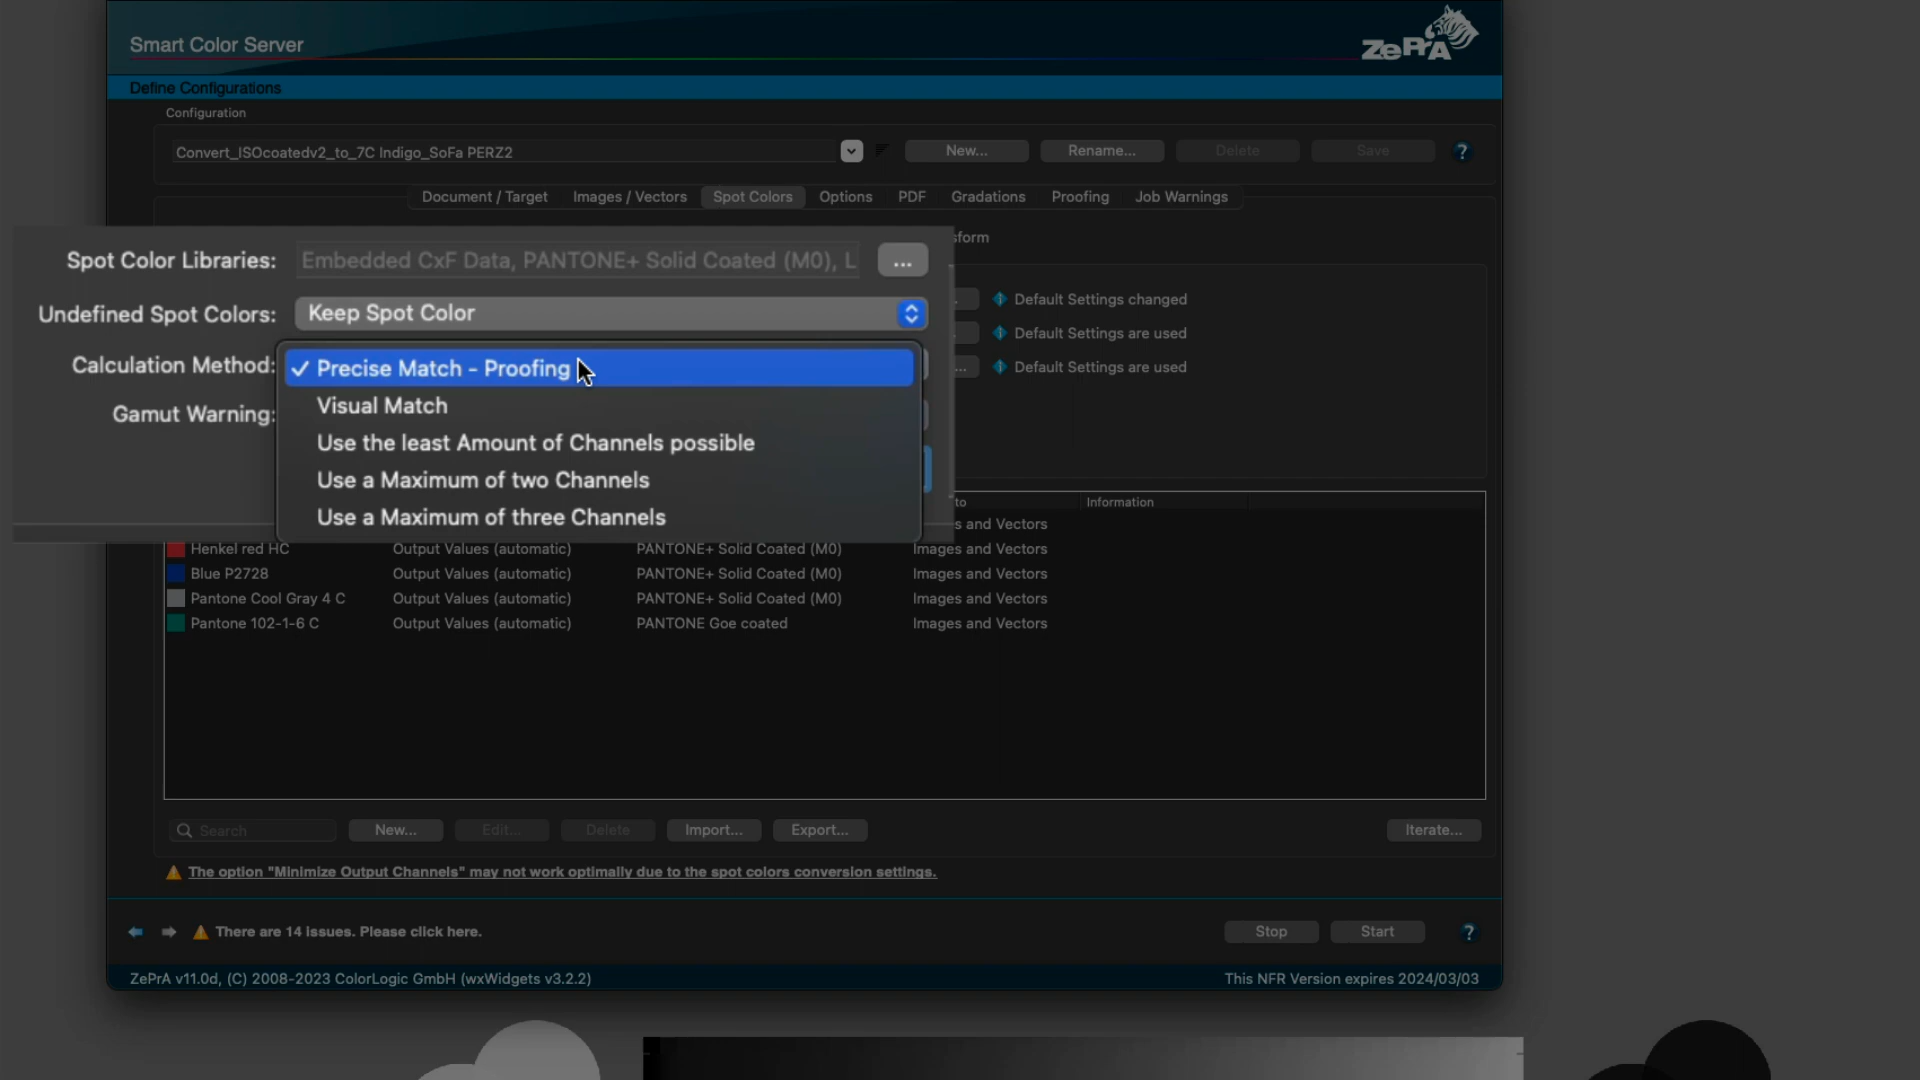 Smart Color Server
ZePrA
Define Configurations
Configuration
Convert_ISOcoatedv2_to_7C Indigo_SoFa PERZ2
New...
Rename...
Delete
Save
?
Document / Target
Images / Vectors
Spot Colors
Options
PDF
Gradations
Proofing
Job Warnings
sform
Spot Color Libraries:
Embedded CxF Data, PANTONE+ Solid Coated (M0), L
...
Undefined Spot Colors:
Keep Spot Color
Default Settings changed
Default Settings are used
Calculation Method:
✓ Precise Match - Proofing
... Default Settings are used
Visual Match
Gamut Warning:
Use the least Amount of Channels possible
Use a Maximum of two Channels
Use a Maximum of three Channels
to
Information
s and Vectors
Henkel red HC
Output Values (automatic)
PANTONE+ Solid Coated (M0)
Images and Vectors
Blue P2728
Output Values (automatic)
PANTONE+ Solid Coated (M0)
Images and Vectors
Pantone Cool Gray 4 C
Output Values (automatic)
PANTONE+ Solid Coated (M0)
Images and Vectors
Pantone 102-1-6 C
Output Values (automatic)
PANTONE Goe coated
Images and Vectors
Search
New...
Edit...
Delete
Import...
Export...
Iterate...
The option "Minimize Output Channels" may not work optimally due to the spot colors conversion settings.
There are 14 issues. Please click here.
Stop
Start
?
ZePrA v11.0d, (C) 2008-2023 ColorLogic GmbH (wxWidgets v3.2.2)
This NFR Version expires 2024/03/03